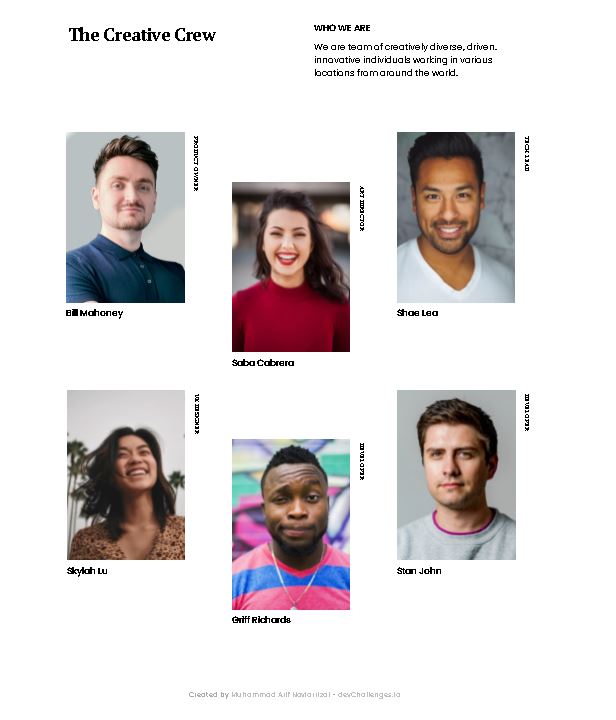 The Creative Crew
WHO WE ARE
We are team of creatively diverse, driven,
innovative individuals working in various
locations from around the world.
PRODUCT OWNER
Bill Mahoney
ART DIRECTOR
Saba Cabrera
TECH LEAD
Shae Lea
UX DESIGNER
Skylah Lu
DEVELOPER
Griff Richards
DEVELOPER
Stan John
Created by Muhammad Arif - devChallenges.io